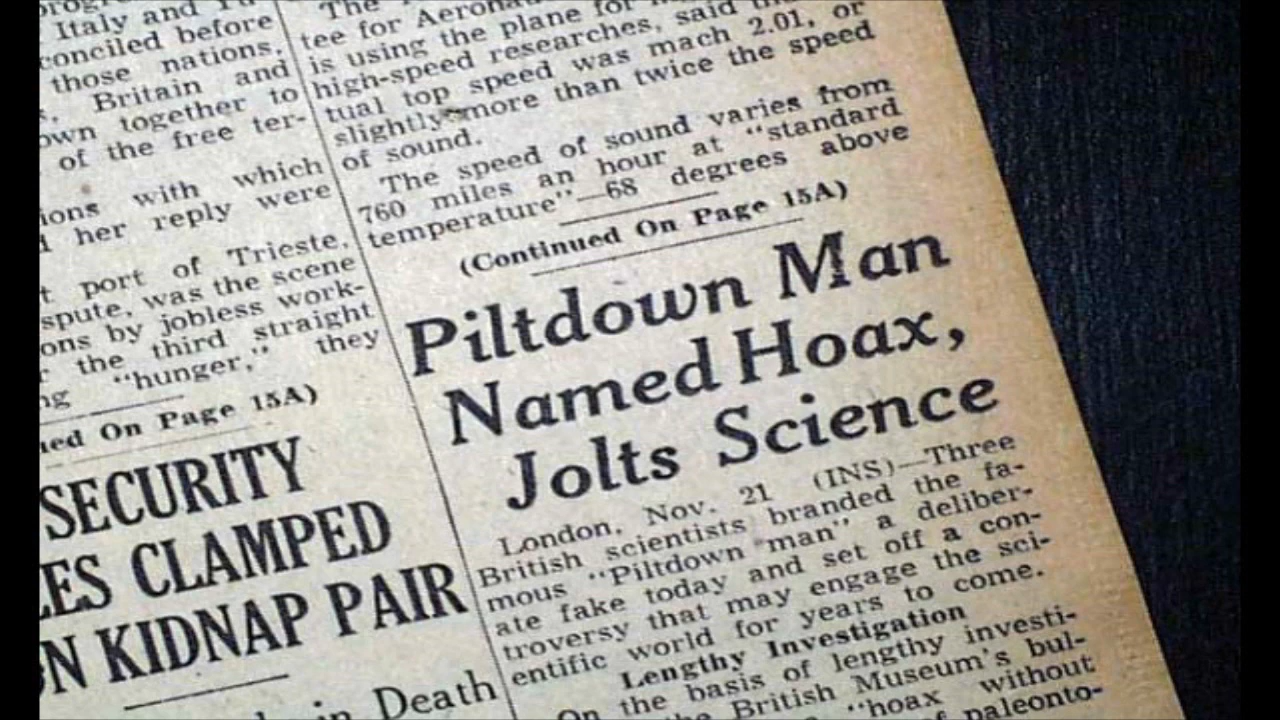 Italy and
conciled before
those nations.
Britain and
own together to
of the free ter-
ions with which
her reply were
port of Trieste,
spute, was the scene
ons by jobless work-
the third straight
"hunger," they
ed On Page 15A)
SECURITY
ES CLAMPED
N KIDNAP PAIR
in Death
The
tee for
is using the plane for
high-speed researches, said
tual top speed was mach 2.01, or
slightly more than twice the speed
of sound.
The speed of sound varies from
760 miles an hour at "standard
temperature"—68 degrees above
(Continued On Page 15A)
Piltdown Man
Named Hoax,
Jolts Science
London, Nov. 21 (INS)—Three
British scientists branded the fa-
mous "Piltdown man" a deliber-
ate fake today and set off a con-
troversy that may engage the sci-
entific world for years to come.
Lengthy Investigation
On the basis of lengthy investi-
British Museum's bul-
"hoax without
paleonto-